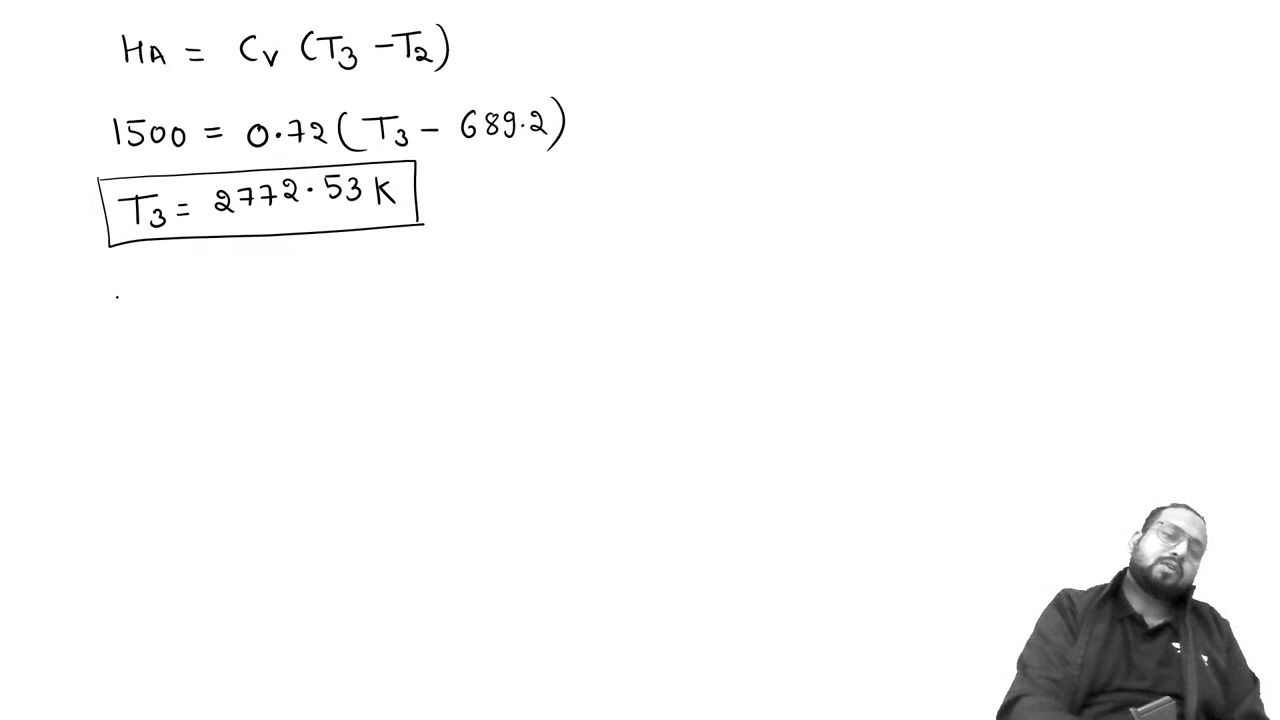 HA = Cv (T3 - T2)
1500 = 0.72 (T3 - 689.2)
T3 = 2772.53 K